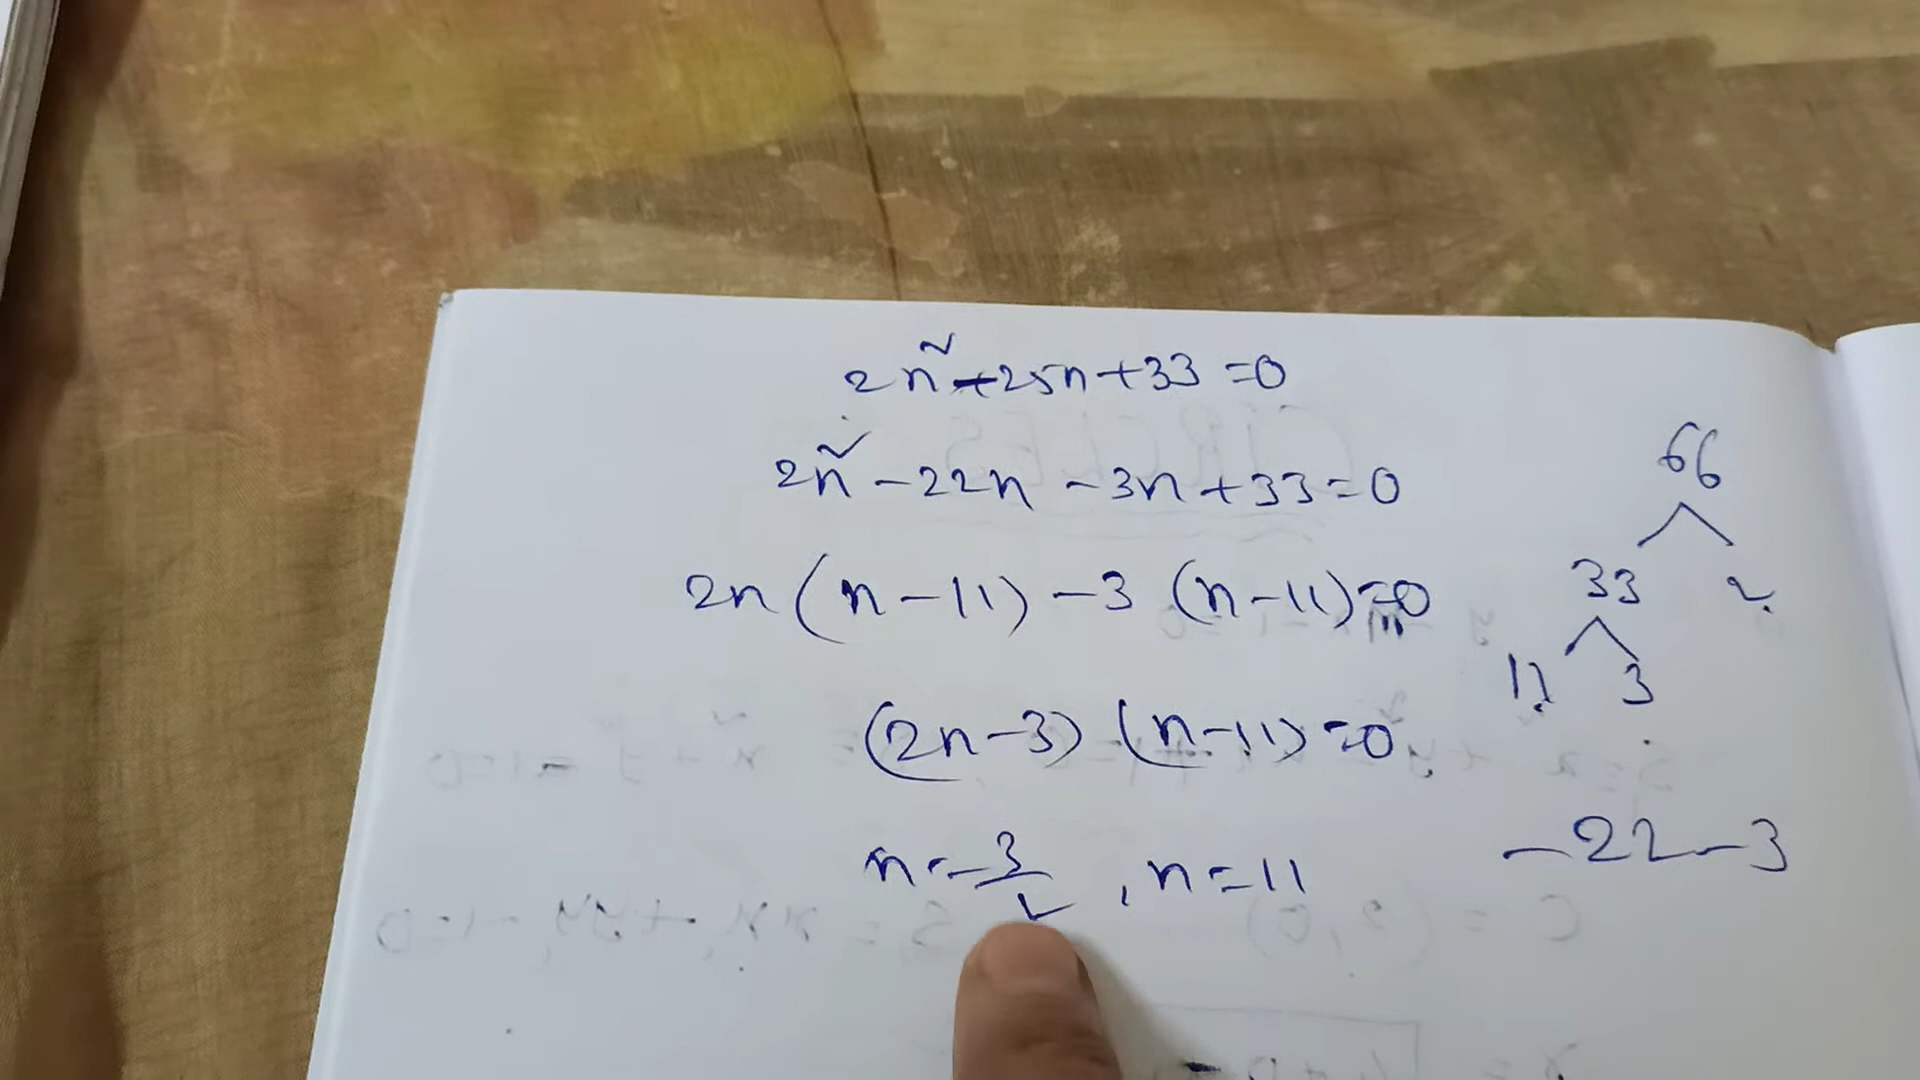 2n² - 25n + 33 = 0
2n² - 22n - 3n + 33 = 0
2n (n - 11) - 3 (n - 11) = 0
(2n - 3) (n - 11) = 0
n = 3/2 , n = 11
66
33 2
11 3
- 22 - 3